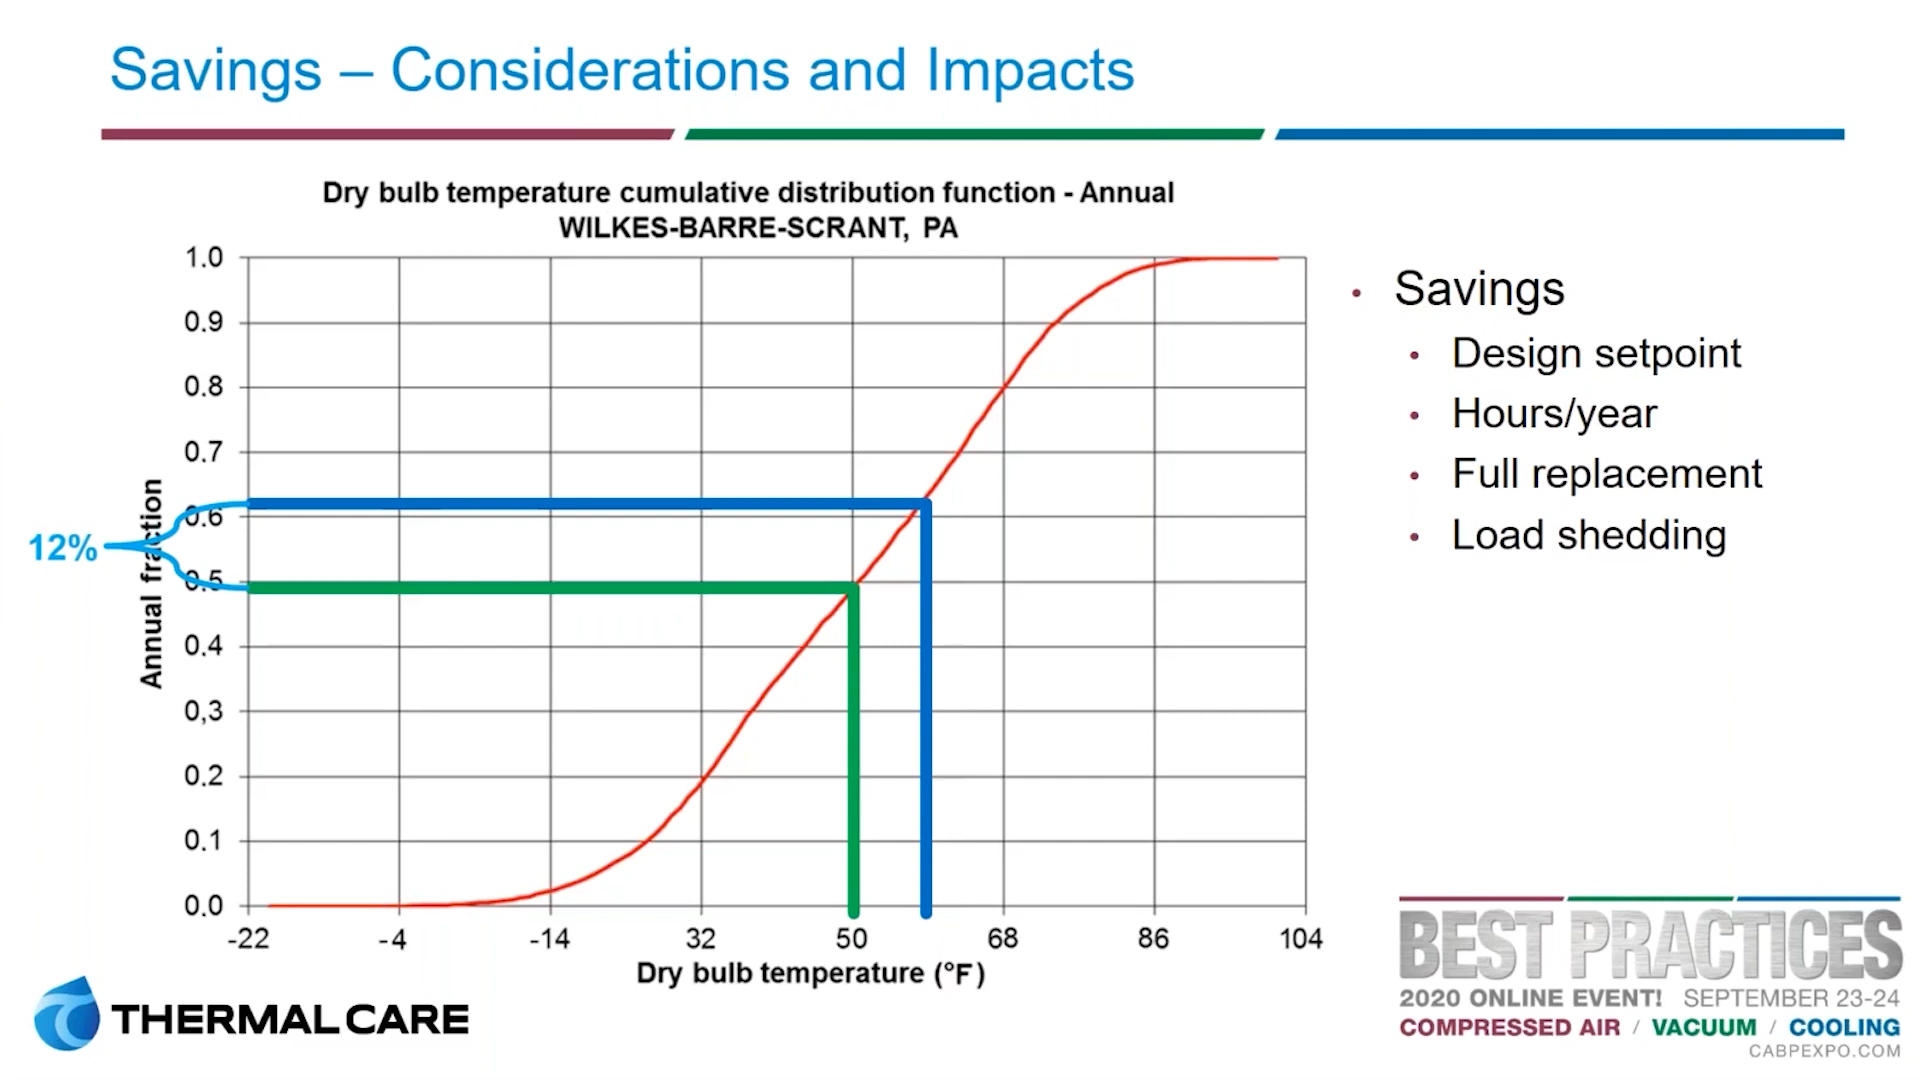 Savings – Considerations and Impacts
Dry bulb temperature cumulative distribution function - Annual
WILKES-BARRE-SCRANT, PA
1.0
0.9
0.8
0.7
0.6
0.5
0.4
0,3
0.2
0.1
0.0
Annual fraction
12%
-22 -4 -14 32 50 68 86 104
Dry bulb temperature (°F)
• Savings
• Design setpoint
• Hours/year
• Full replacement
• Load shedding
THERMAL CARE
BEST PRACTICES
2020 ONLINE EVENT! SEPTEMBER 23-24
COMPRESSED AIR / VACUUM / COOLING
CABPEXPO.COM